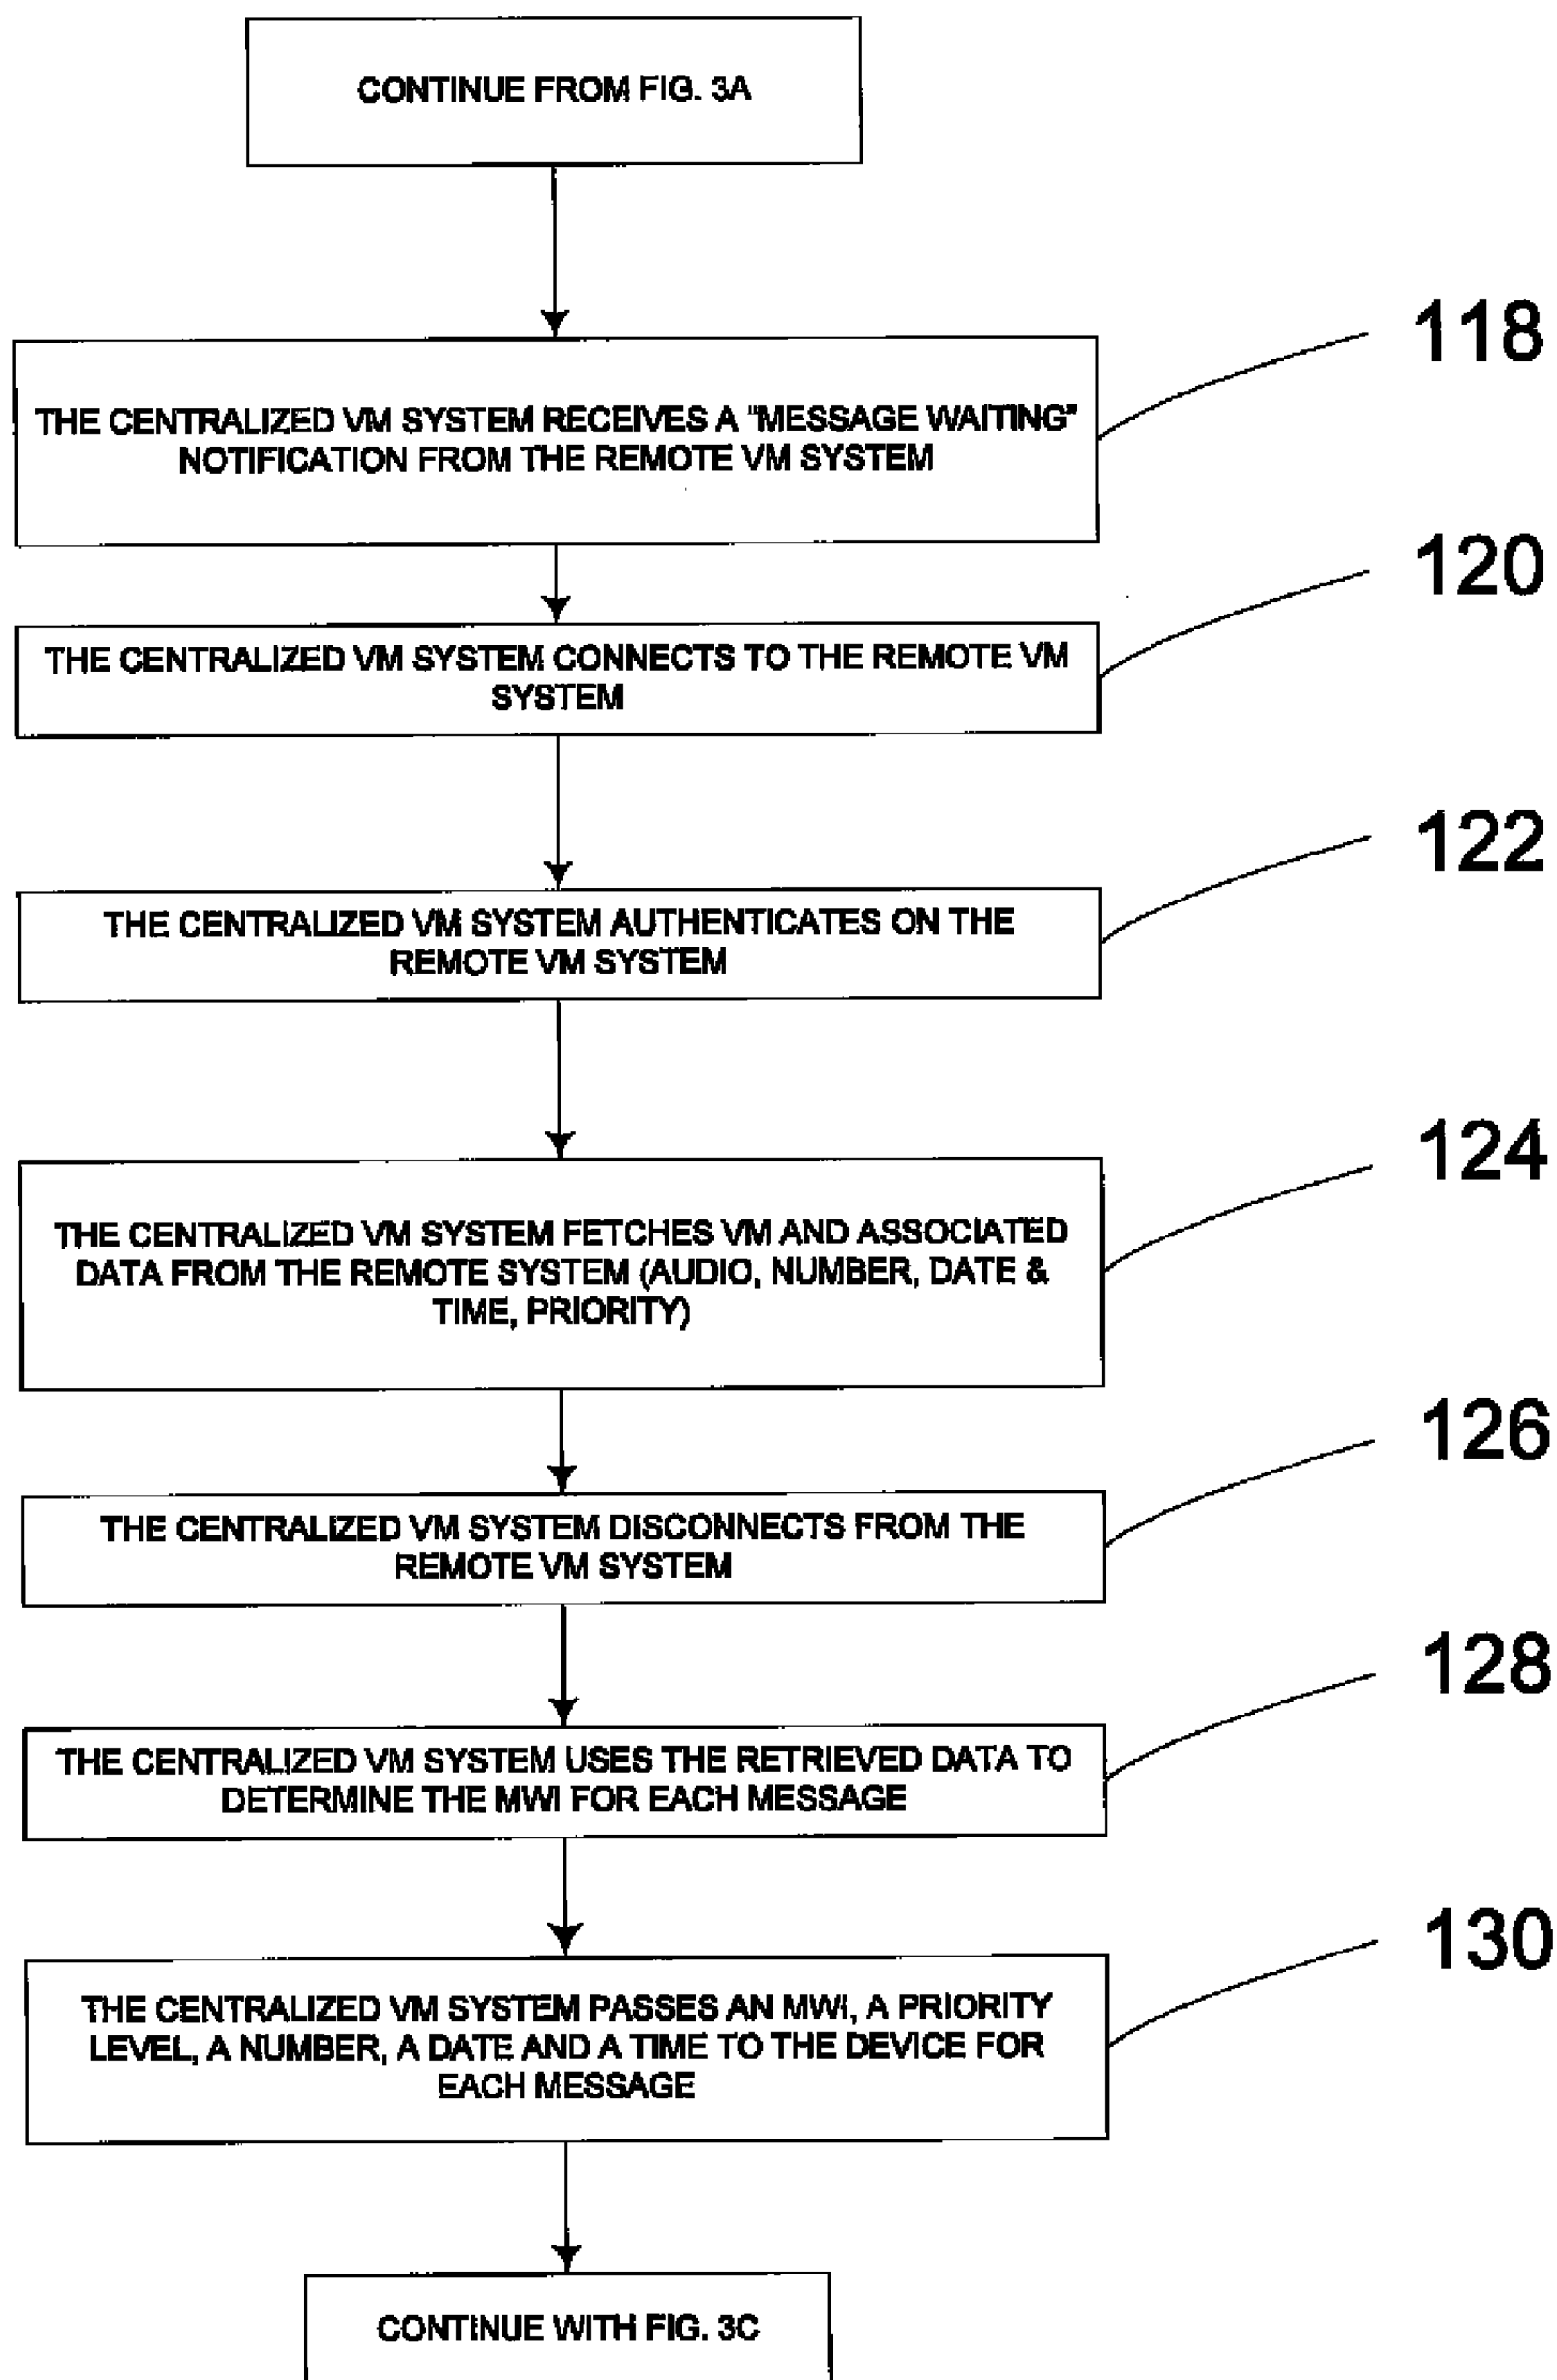 CONTINUE FROM FIG. 3A
118
THE CENTRALIZED VM SYSTEM RECEIVES A "MESSAGE WAITING"
NOTIFICATION FROM THE REMOTE VM SYSTEM
120
THE CENTRALIZED VM SYSTEM CONNECTS TO THE REMOTE VM
SYSTEM
122
THE CENTRALIZED VM SYSTEM AUTHENTICATES ON THE
REMOTE VM SYSTEM
124
THE CENTRALIZED VM SYSTEM FETCHES VM AND ASSOCIATED
DATA FROM THE REMOTE SYSTEM (AUDIO, NUMBER, DATE &
TIME, PRIORITY)
126
THE CENTRALIZED VM SYSTEM DISCONNECTS FROM THE
REMOTE VM SYSTEM
128
THE CENTRALIZED VM SYSTEM USES THE RETRIEVED DATA TO
DETERMINE THE MWI FOR EACH MESSAGE
130
THE CENTRALIZED VM SYSTEM PASSES AN MWI, A PRIORITY
LEVEL, A NUMBER, A DATE AND A TIME TO THE DEVICE FOR
EACH MESSAGE
CONTINUE WITH FIG. 3C